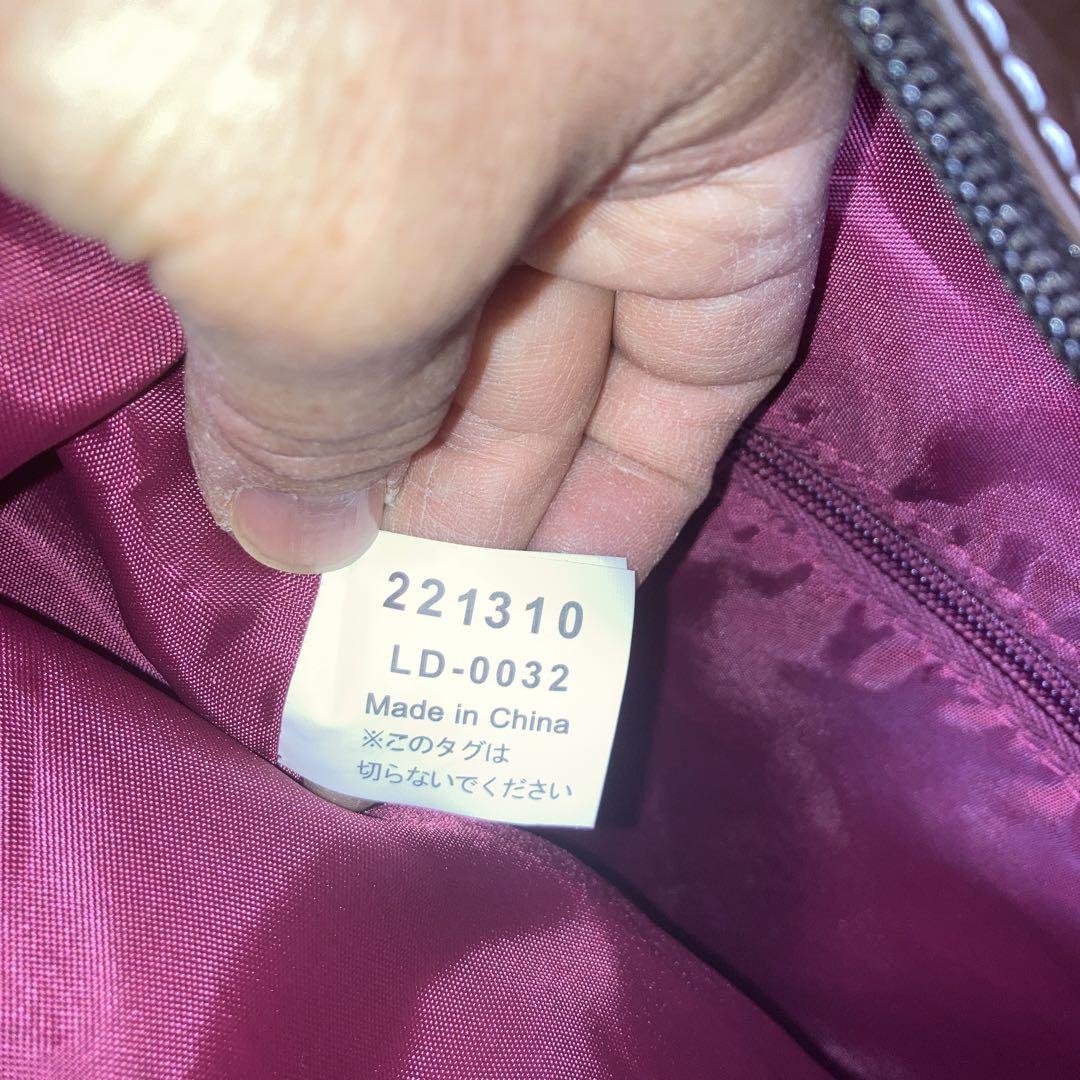 221310
LD-0032
Made in China
※このタグは
切らないでください